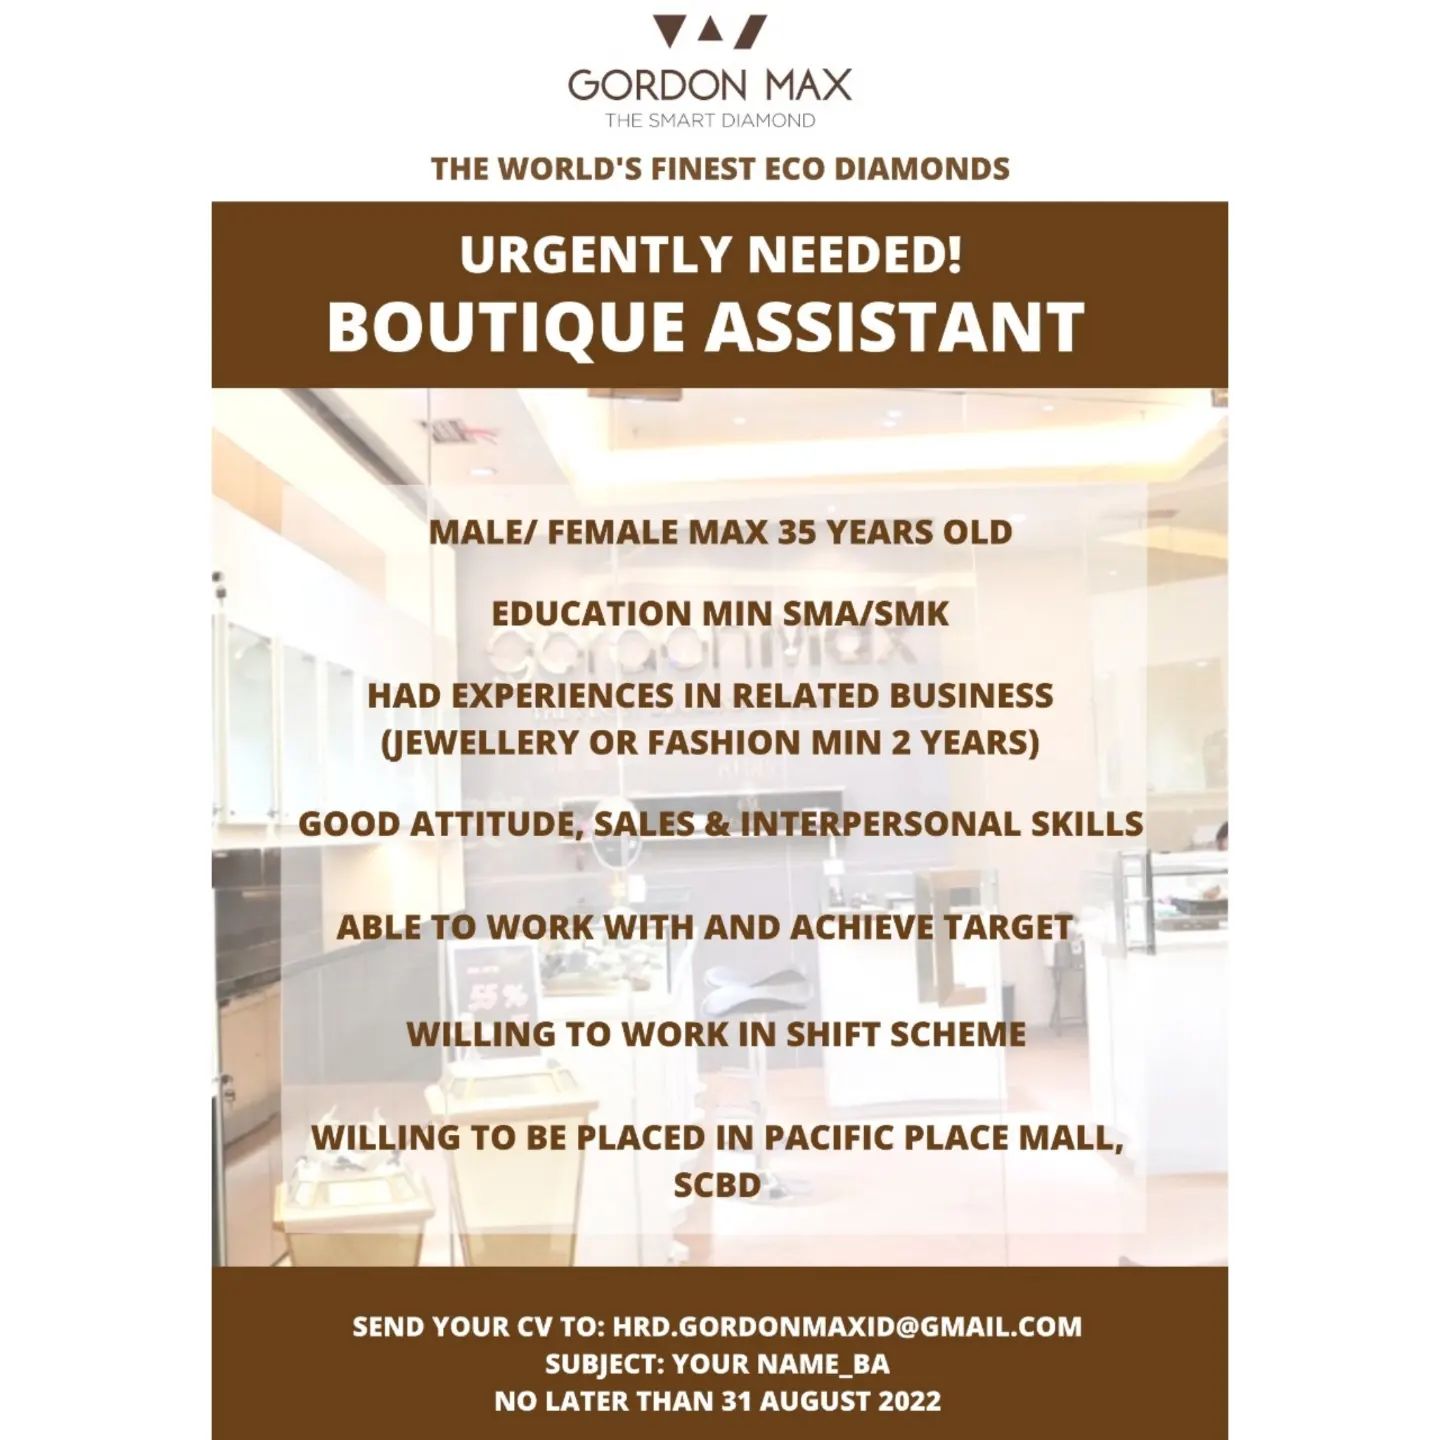 GORDON MAX
THE SMART DIAMOND
THE WORLD'S FINEST ECO DIAMONDS
URGENTLY NEEDED!
BOUTIQUE ASSISTANT
MALE/ FEMALE MAX 35 YEARS OLD
EDUCATION MIN SMA/SMK
gordonMax
HAD EXPERIENCES IN RELATED BUSINESS
(JEWELLERY OR FASHION MIN 2 YEARS)
GOOD ATTITUDE, SALES & INTERPERSONAL SKILLS
ABLE TO WORK WITH AND ACHIEVE TARGET
55 %
WILLING TO WORK IN SHIFT SCHEME
WILLING TO BE PLACED IN PACIFIC PLACE MALL,
SCBD
SEND YOUR CV TO: HRD.GORDONMAXID@GMAIL.COM
SUBJECT: YOUR NAME_BA
NO LATER THAN 31 AUGUST 2022